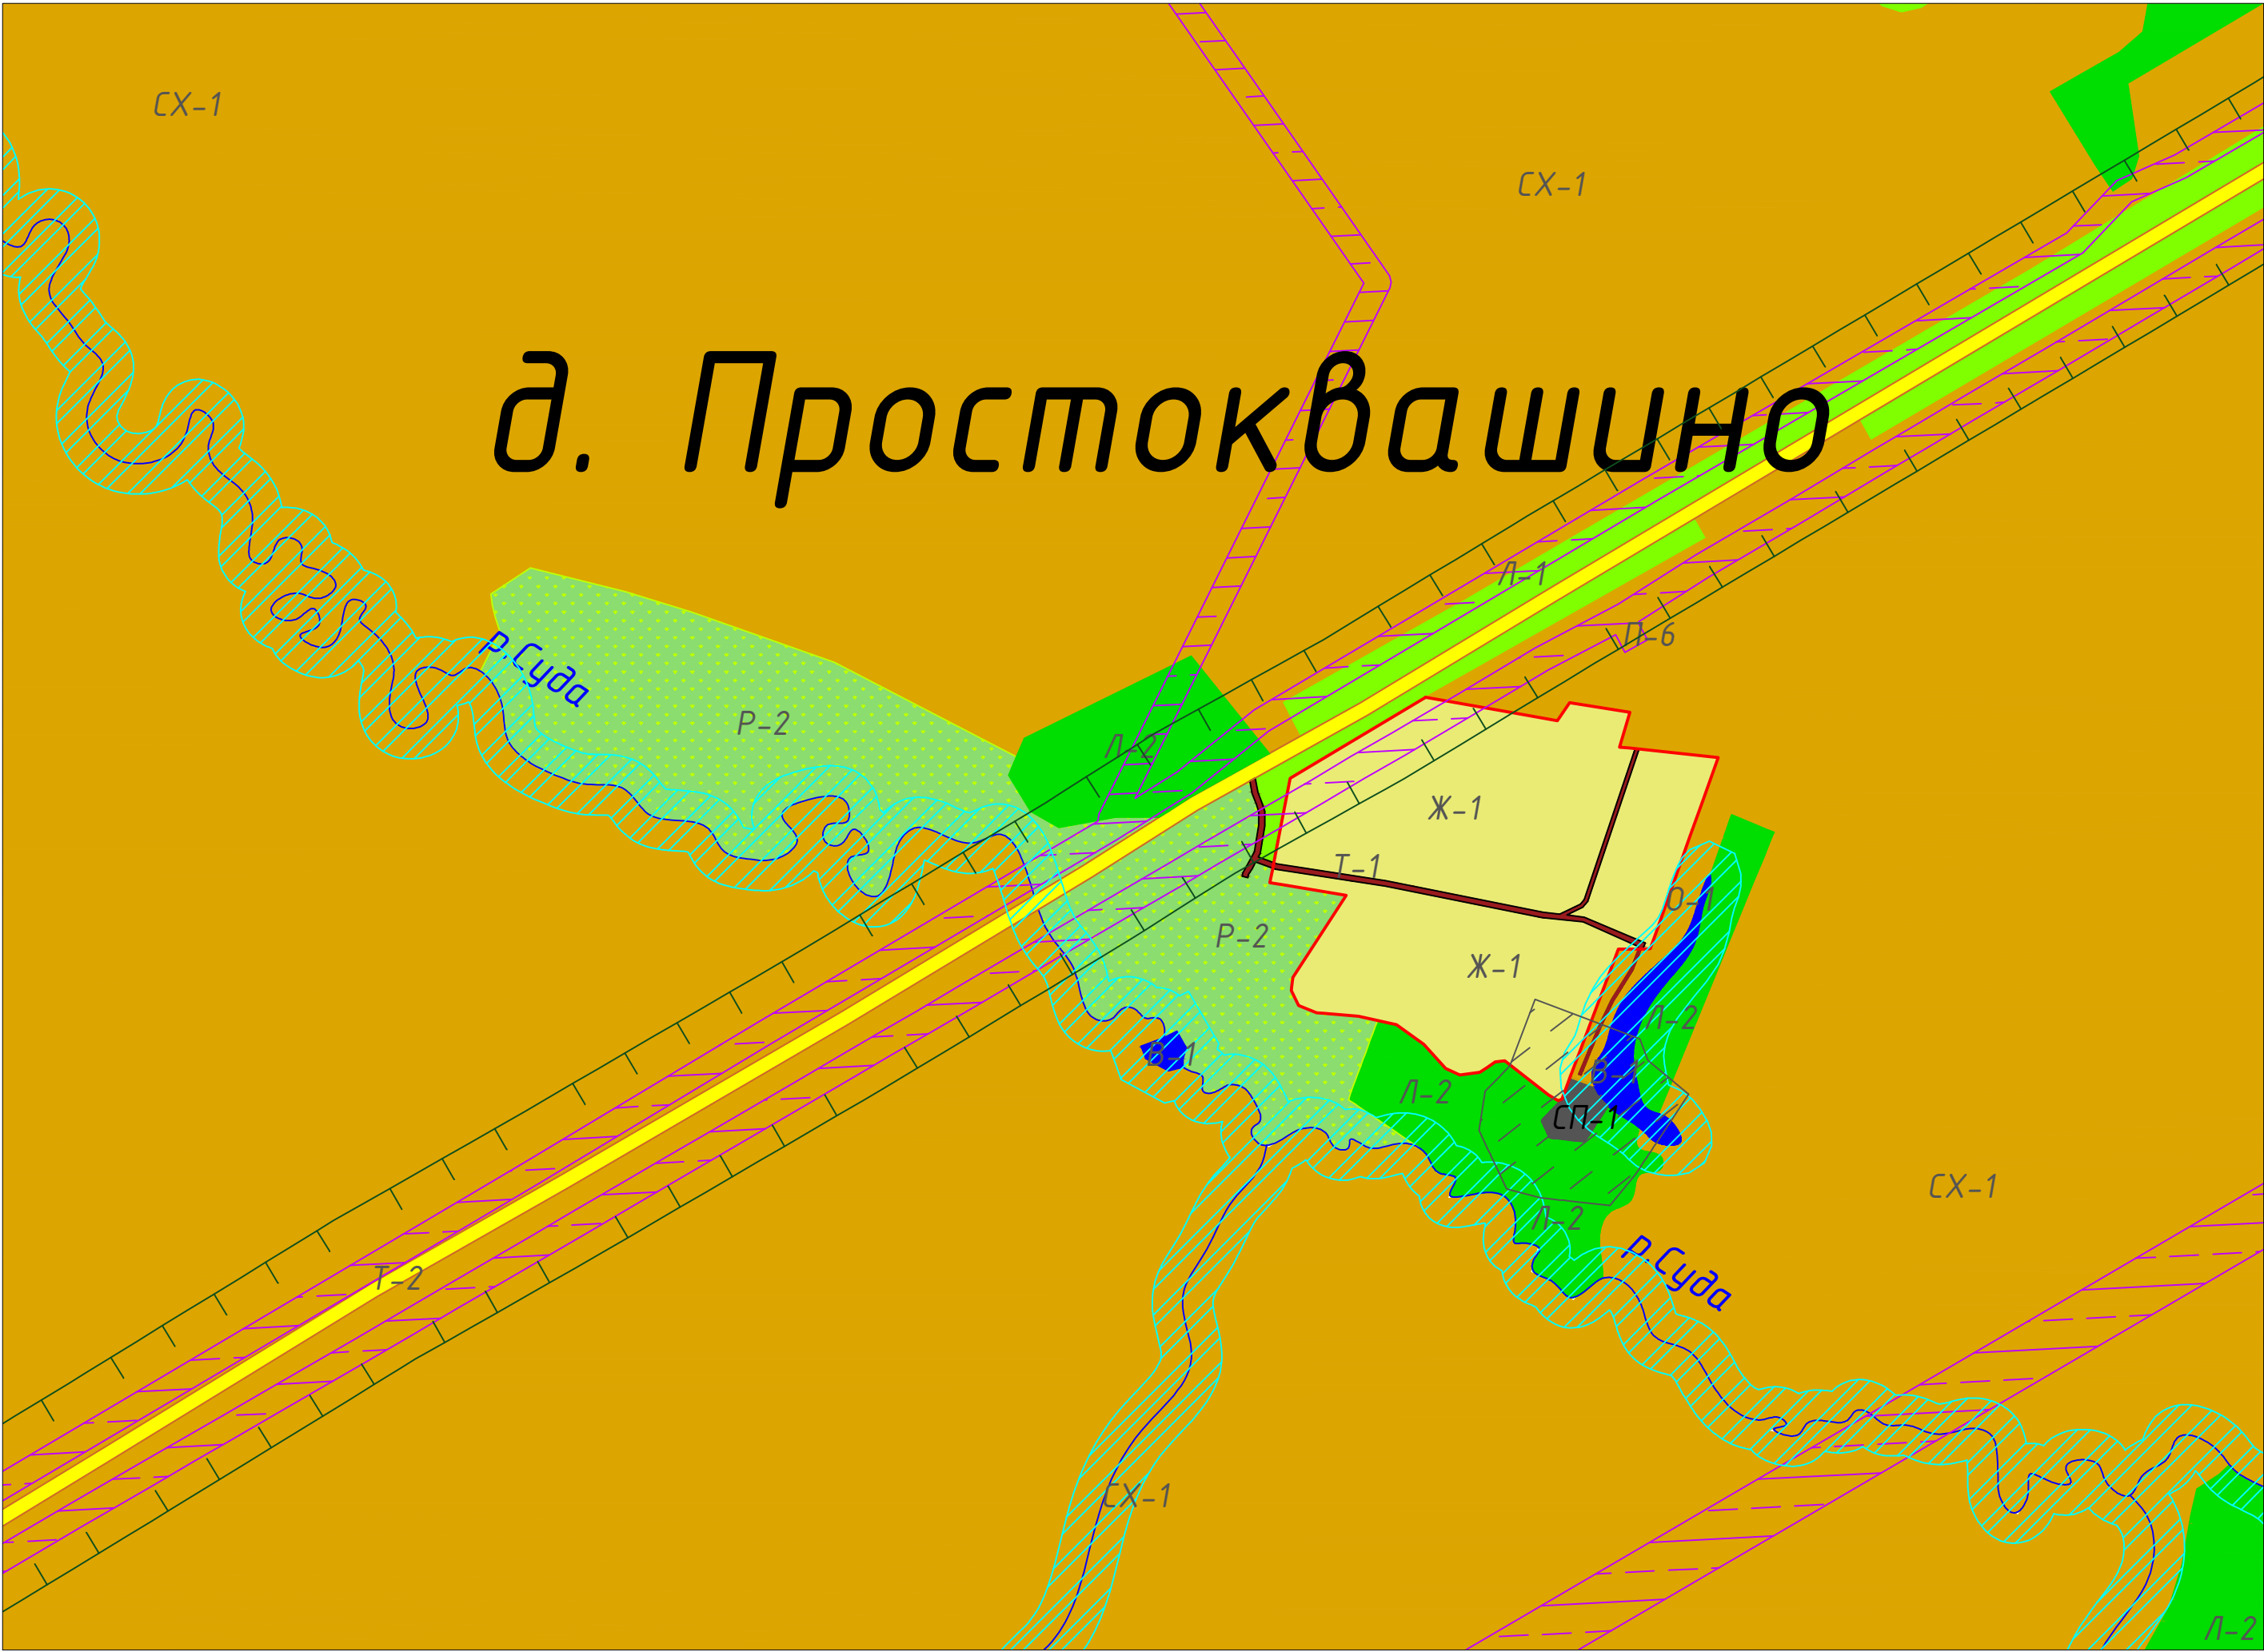 СХ-1
СХ-1
д. Простоквашино
Л-1
П-6
р.Суда
Р-2
Л-2
Ж-1
Т-1
О-1
Р-2
Ж-1
Л-2
В-1
В-1
Л-2
СП-1
СХ-1
Л-2
р.Суда
Т-2
СХ-1
Л-2